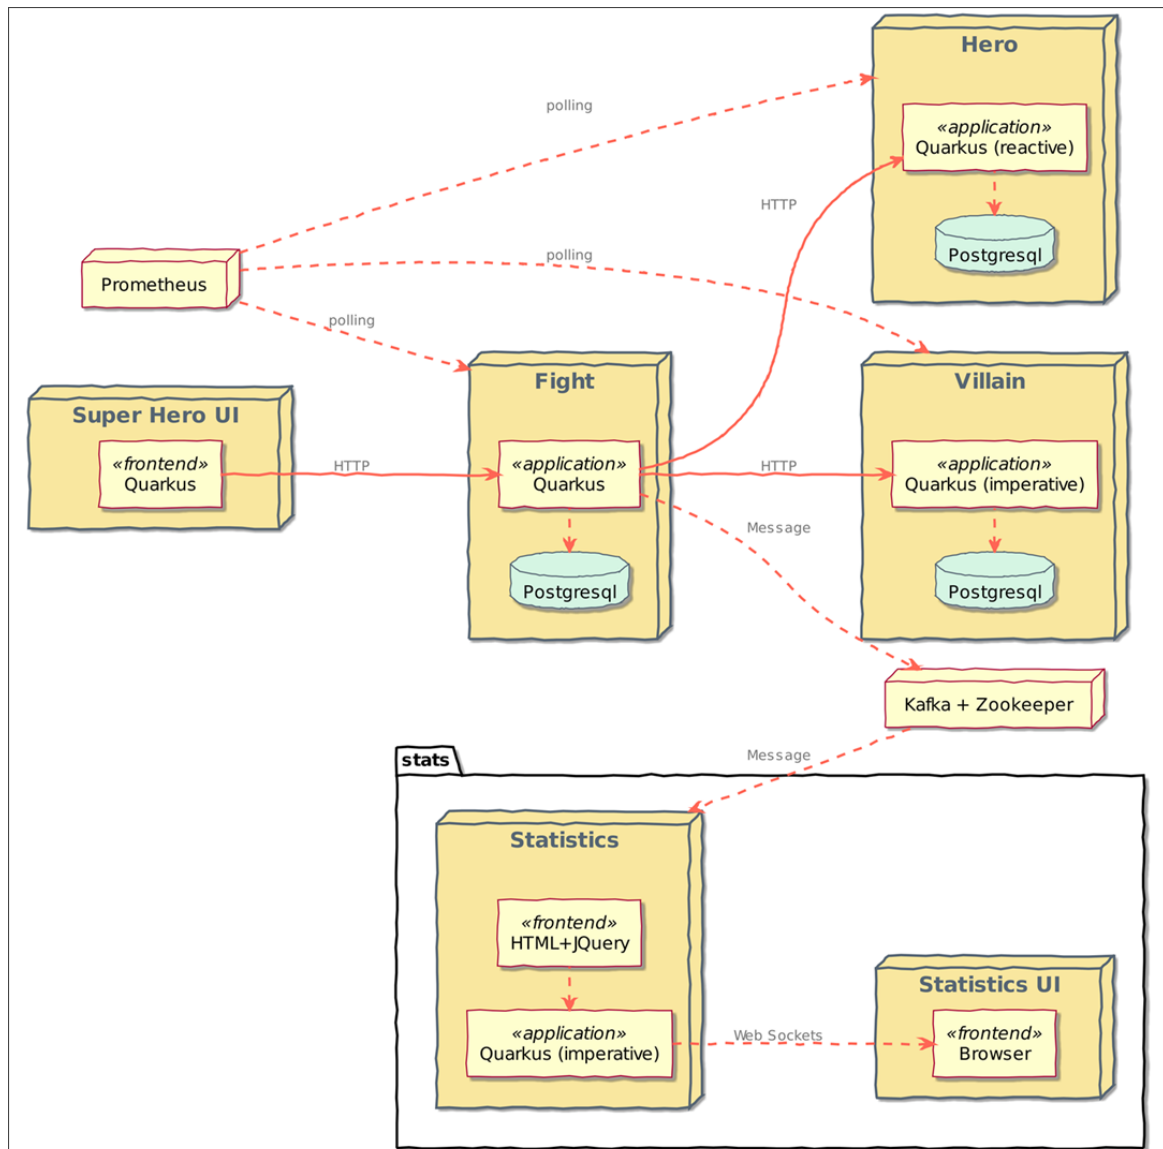 Hero
polling
«application»
Quarkus (reactive)
HTTP
Postgresql
polling
Prometheus
polling
Fight
Villain
Super Hero UI
«frontend»
Quarkus
HTTP
«application»
Quarkus
HTTP
«application»
Quarkus (imperative)
Message
Postgresql
Postgresql
Kafka + Zookeeper
Message
stats
Statistics
«frontend»
HTML+JQuery
Statistics UI
«application»
Quarkus (imperative)
Web Sockets
«frontend»
Browser